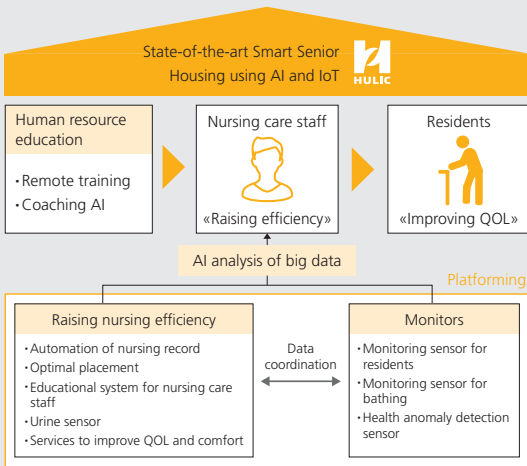 State-of-the-art Smart Senior
Housing using AI and IoT
HULIC
Human resource
education
・Remote training
・Coaching AI
Nursing care staff
«Raising efficiency»
Residents
«Improving QOL»
AI analysis of big data
Platforming
Raising nursing efficiency
・Automation of nursing record
・Optimal placement
・Educational system for nursing care
staff
・Urine sensor
・Services to improve QOL and comfort
Data
coordination
Monitors
・Monitoring sensor for
residents
・Monitoring sensor for
bathing
・Health anomaly detection
sensor